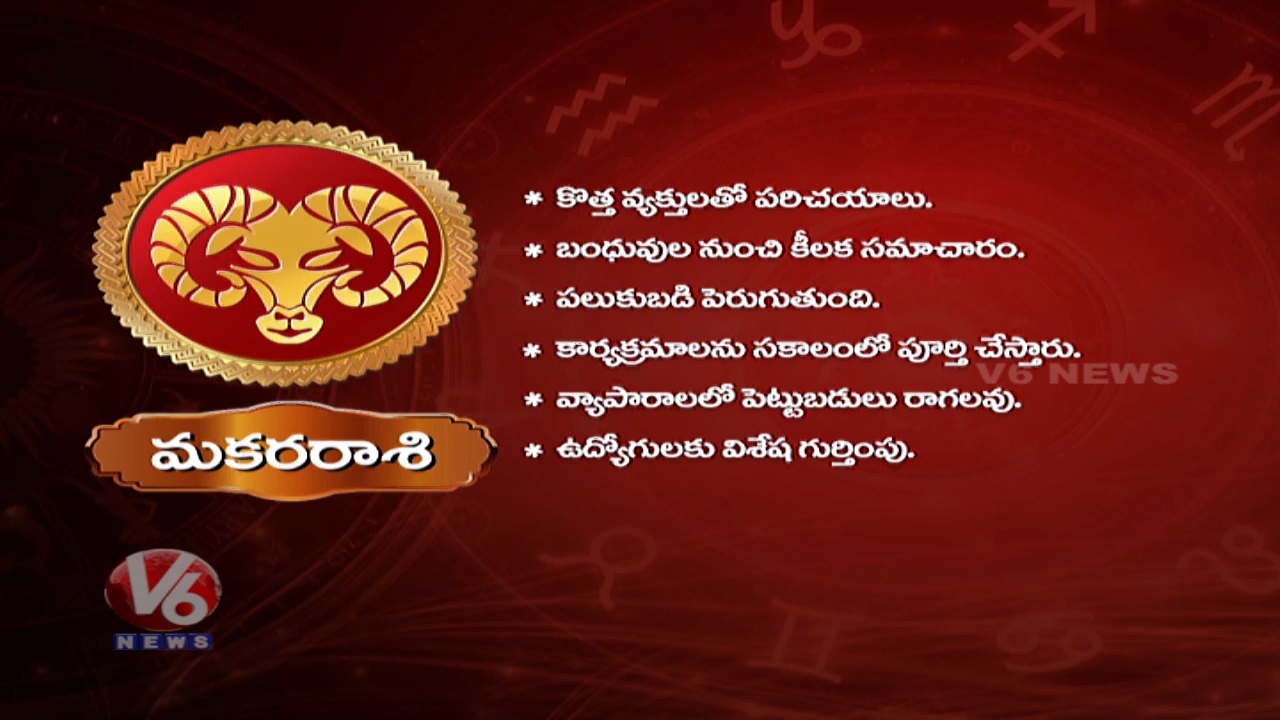 * కొత్త వ్యక్తులతో పరిచయాలు.
* బంధువుల నుంచి కీలక సమాచారం.
* పలుకుబడి పెరుగుతుంది.
* కార్యక్రమాలను సకాలంలో పూర్తి చేస్తారు.
V6 NEWS
* వ్యాపారాలలో పెట్టుబడులు రాగలవు.
* ఉద్యోగులకు విశేష గుర్తింపు.
మకరరాశి
V6
NEWS